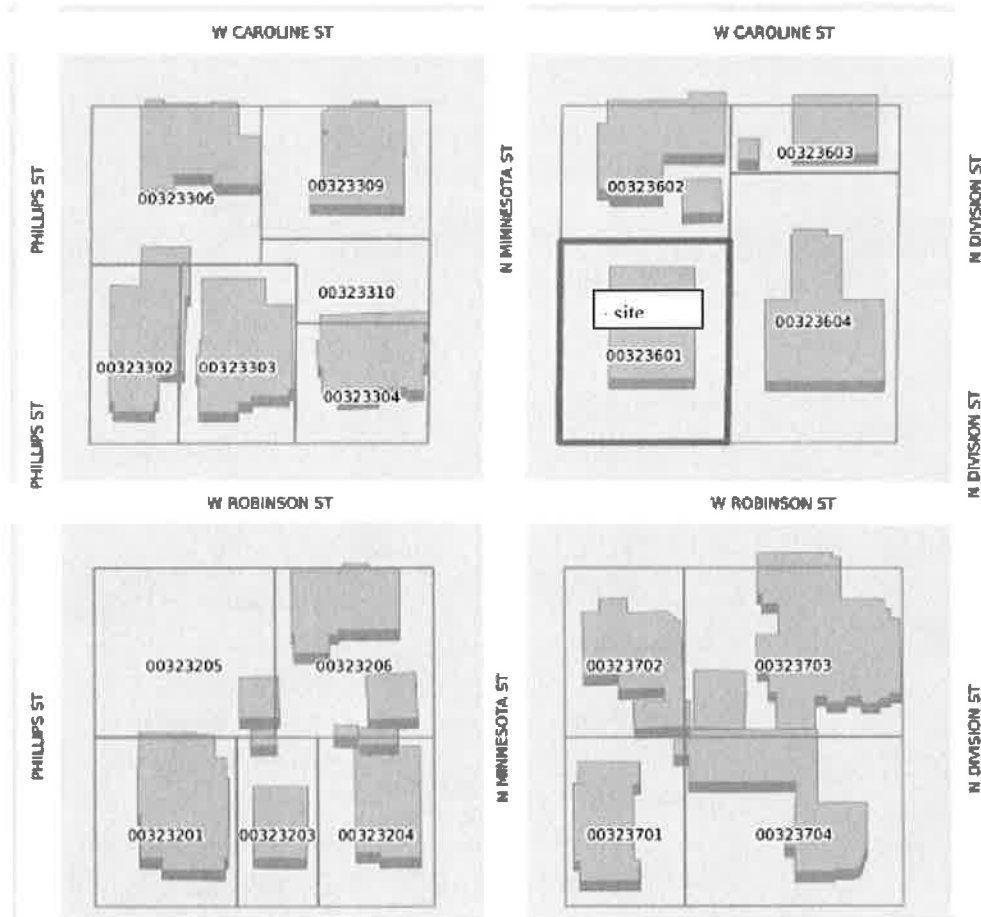 W CAROLINE ST
W CAROLINE ST
PHILLIPS ST
00323306
00323309
N MINNESOTA ST
00323602
00323603
N DIVISION ST
00323310
site
00323604
00323302
00323303
00323304
00323601
PHILLIPS ST
N DIVISION ST
W ROBINSON ST
W ROBINSON ST
PHILLIPS ST
00323205
00323206
N MINNESOTA ST
00323702
00323703
N DIVISION ST
00323201
00323203
00323204
00323701
00323704